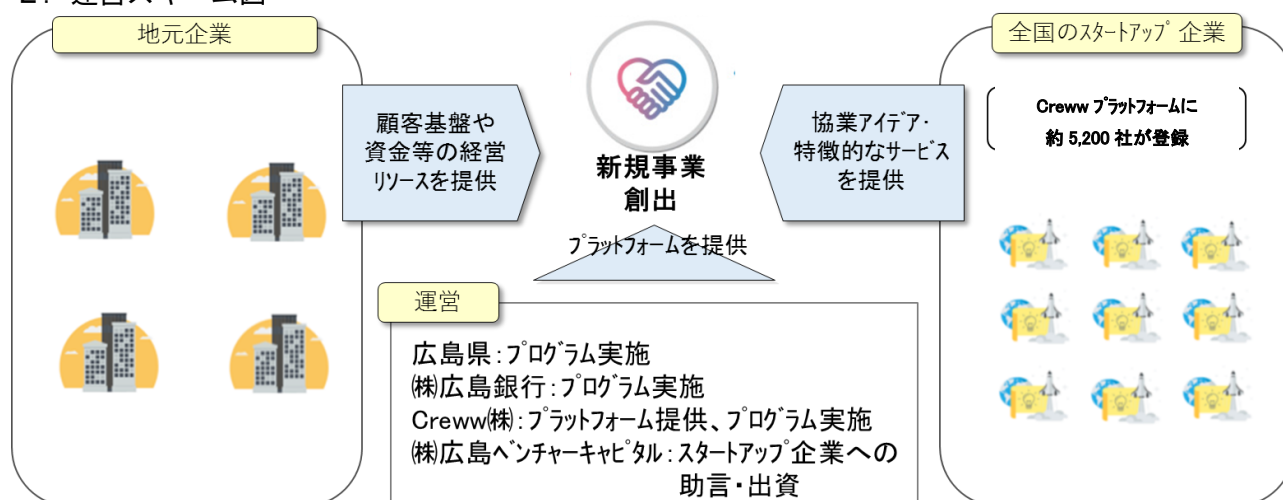 2. 運営スキーム図
地元企業
全国のｽﾀｰﾄｱｯﾌﾟ企業
Creww ﾌﾟﾗｯﾄﾌｫｰﾑに
約 5,200 社が登録
顧客基盤や
資金等の経営
ﾘｿｰｽを提供
新規事業
創出
協業ｱｲﾃﾞｱ・
特徴的なｻｰﾋﾞｽ
を提供
ﾌﾟﾗｯﾄﾌｫｰﾑを提供
運営
広島県：ﾌﾟﾛｸﾞﾗﾑ実施
㈱広島銀行：ﾌﾟﾛｸﾞﾗﾑ実施
Creww㈱：ﾌﾟﾗｯﾄﾌｫｰﾑ提供、ﾌﾟﾛｸﾞﾗﾑ実施
㈱広島ﾍﾞﾝﾁｬｰｷｬﾋﾟﾀﾙ：ｽﾀｰﾄｱｯﾌﾟ企業への
助言・出資